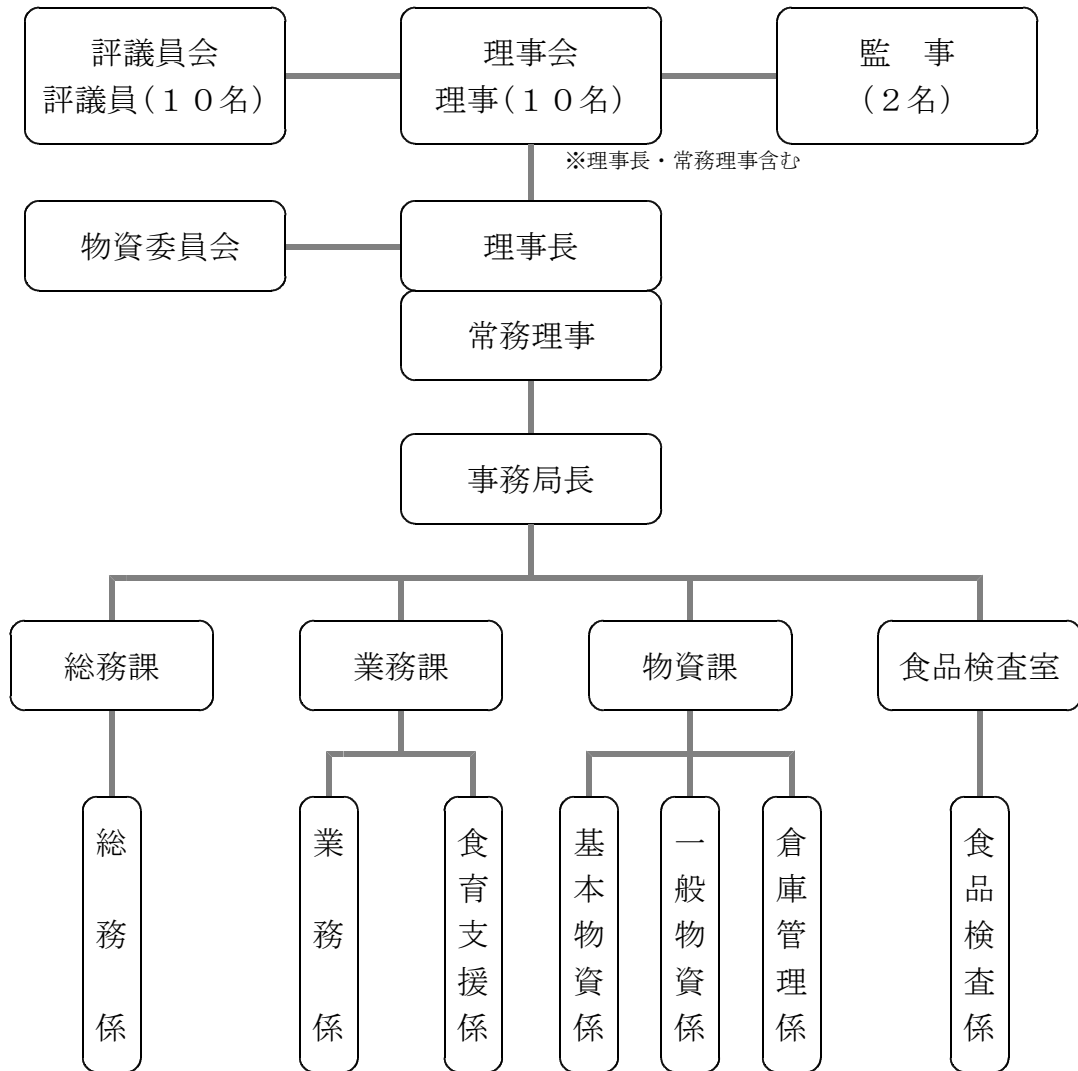 評議員会
評議員(１０名)
理事会
理事(１０名)
監　事
(２名)
※理事長・常務理事含む
物資委員会
理事長
常務理事
事務局長
総務課
業務課
物資課
食品検査室
総務係
業務係
食育支援係
基本物資係
一般物資係
倉庫管理係
食品検査係